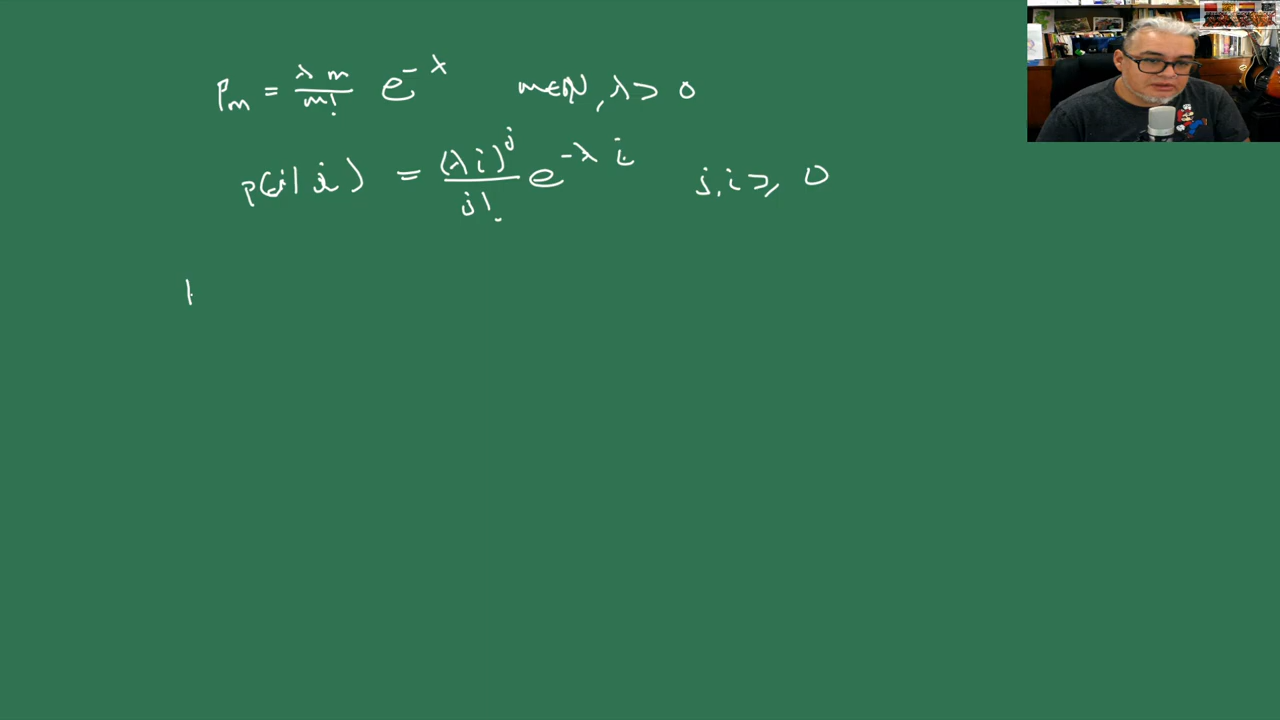 Pm = λ^m/m! e^-λ m∈ℕ, λ > 0
p(j|i) = (λi)^j/j! e^-λi j,i ≥ 0